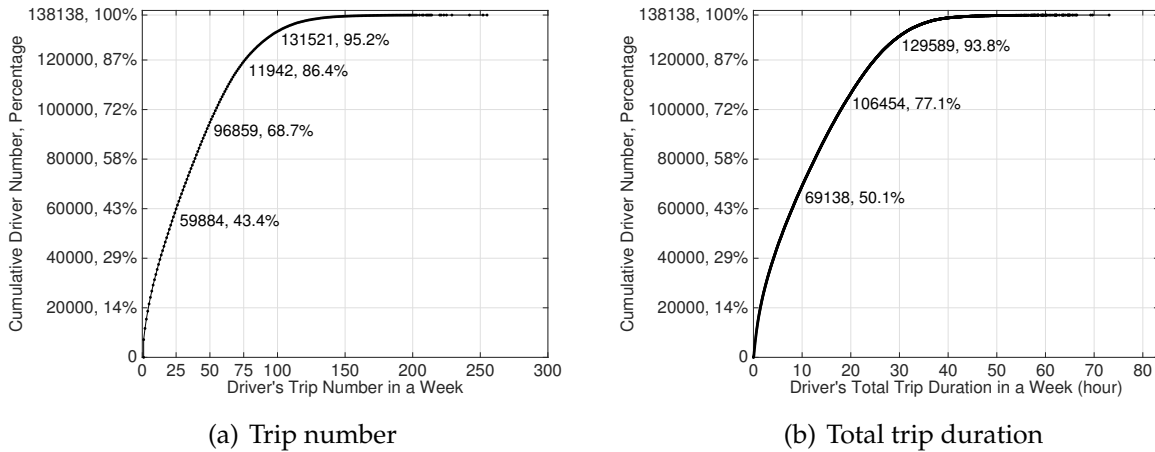 138138, 100%
120000, 87%
100000, 72%
80000, 58%
60000, 43%
40000, 29%
20000, 14%
0
Cumulative Driver Number, Percentage
131521, 95.2%
11942, 86.4%
96859, 68.7%
59884, 43.4%
0 25 50 75 100 150 200 250 300
Driver's Trip Number in a Week
(a) Trip number
138138, 100%
120000, 87%
100000, 72%
80000, 58%
60000, 43%
40000, 29%
20000, 14%
0
Cumulative Driver Number, Percentage
129589, 93.8%
106454, 77.1%
69138, 50.1%
0 10 20 30 40 50 60 70 80
Driver's Total Trip Duration in a Week (hour)
(b) Total trip duration